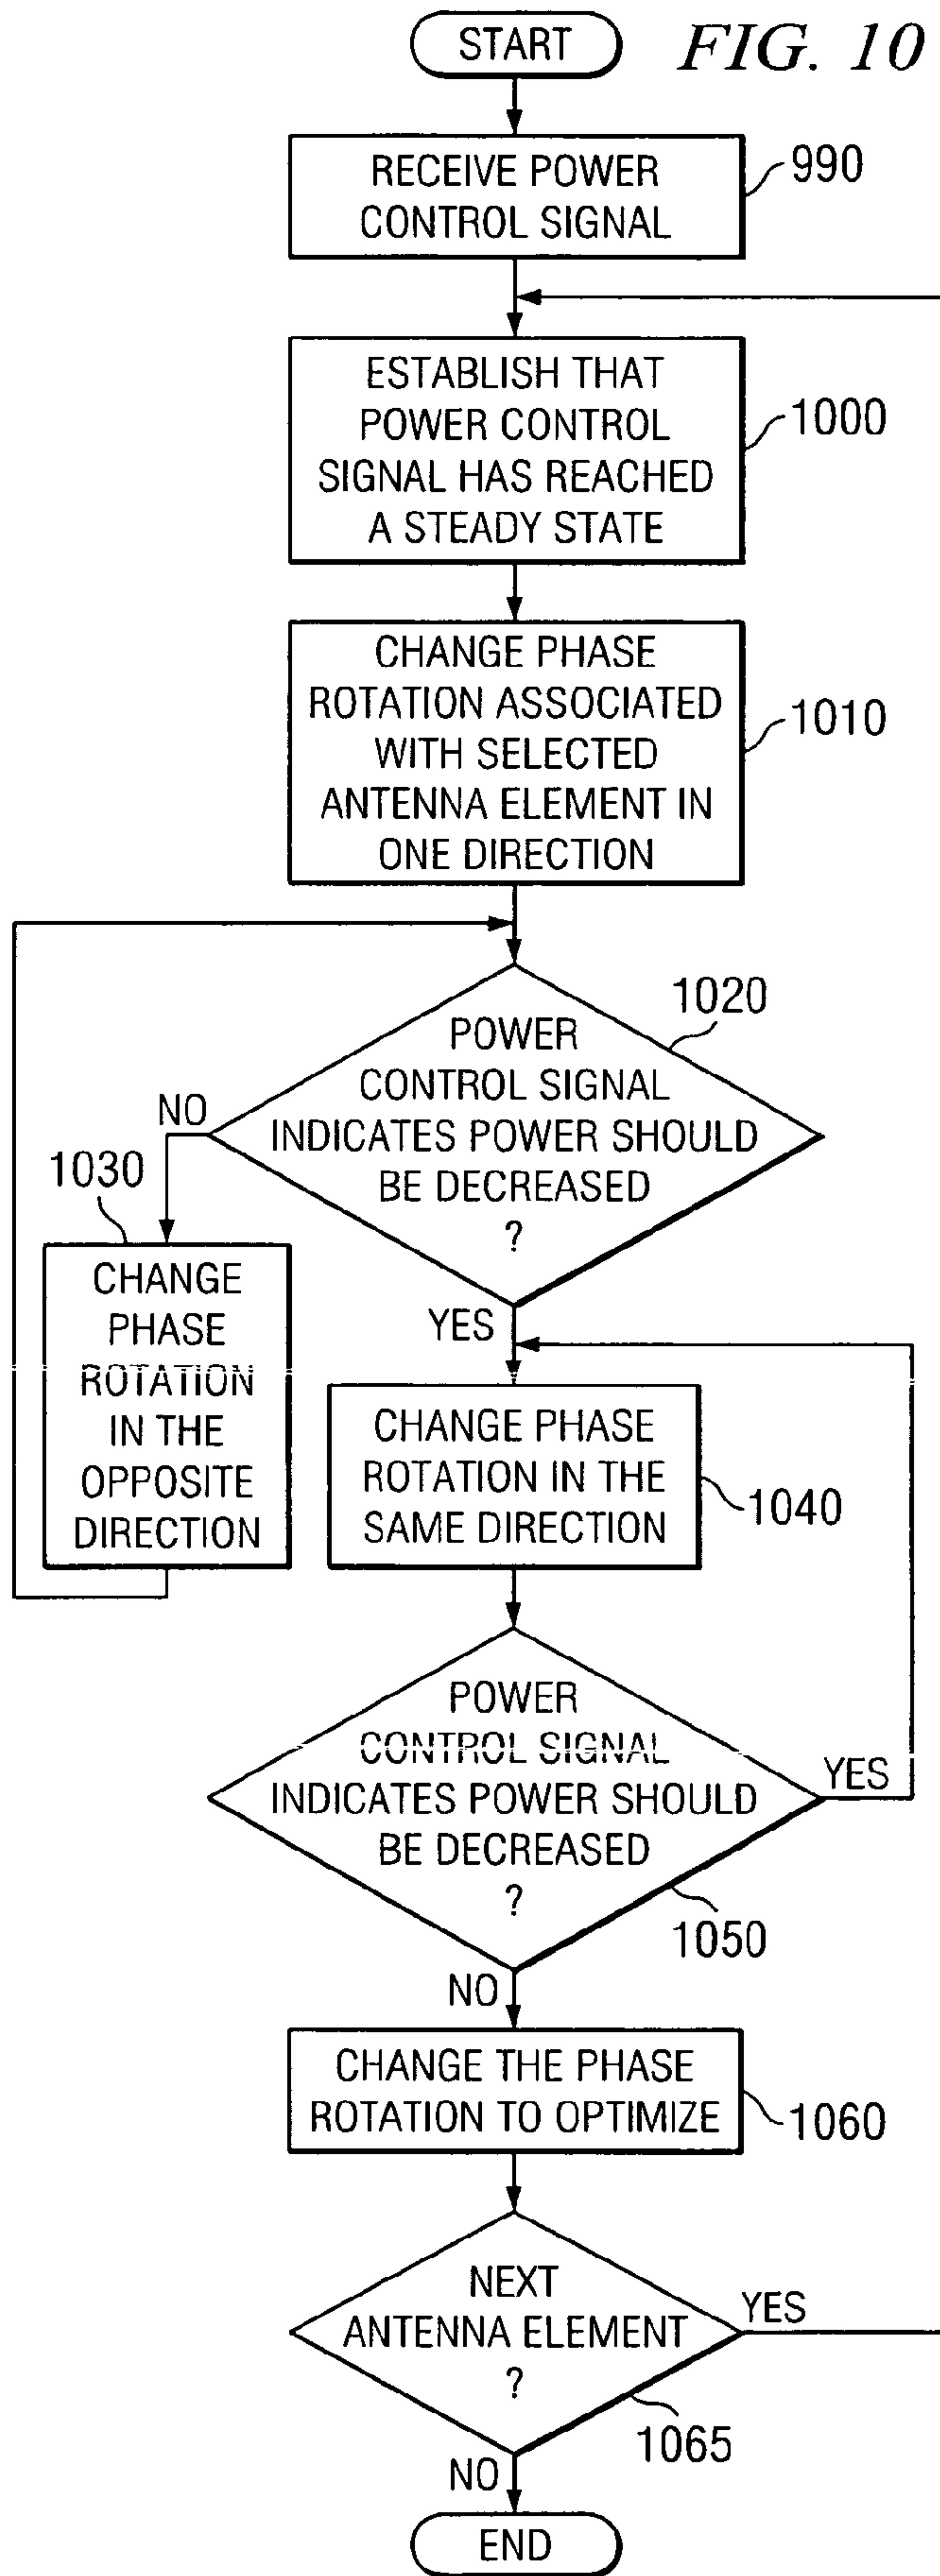 START
FIG. 10
RECEIVE POWER
CONTROL SIGNAL
990
ESTABLISH THAT
POWER CONTROL
SIGNAL HAS REACHED
A STEADY STATE
1000
CHANGE PHASE
ROTATION ASSOCIATED
WITH SELECTED
ANTENNA ELEMENT IN
ONE DIRECTION
1010
1020
POWER
CONTROL SIGNAL
INDICATES POWER SHOULD
BE DECREASED
?
NO
YES
1030
CHANGE
PHASE
ROTATION
IN THE
OPPOSITE
DIRECTION
CHANGE PHASE
ROTATION IN THE
SAME DIRECTION
1040
POWER
CONTROL SIGNAL
INDICATES POWER SHOULD
BE DECREASED
?
YES
1050
NO
CHANGE THE PHASE
ROTATION TO OPTIMIZE
1060
NEXT
ANTENNA ELEMENT
?
YES
1065
NO
END